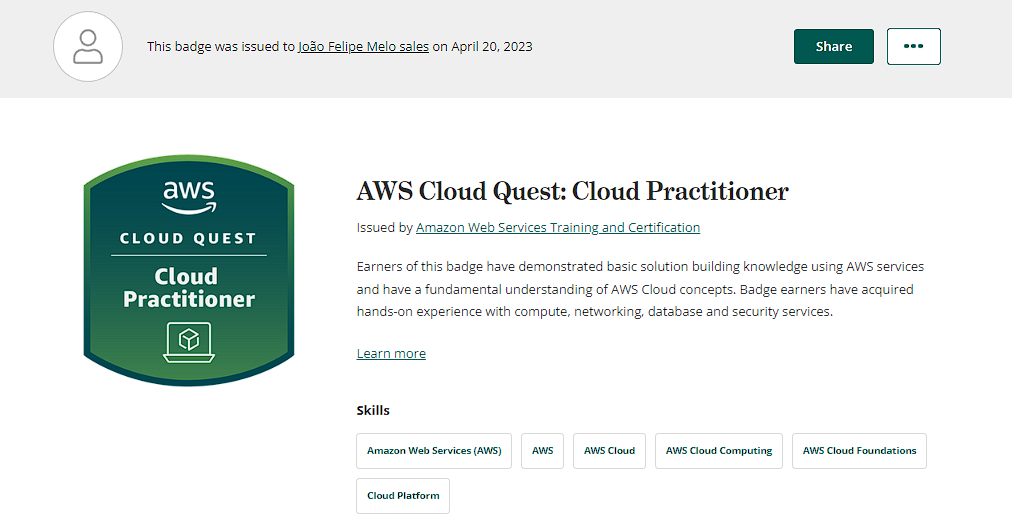 This badge was issued to João Felipe Melo sales on April 20, 2023
Share
aws
CLOUD QUEST
Cloud
Practitioner
AWS Cloud Quest: Cloud Practitioner
Issued by Amazon Web Services Training and Certification
Earners of this badge have demonstrated basic solution building knowledge using AWS services
and have a fundamental understanding of AWS Cloud concepts. Badge earners have acquired
hands-on experience with compute, networking, database and security services.
Learn more
Skills
Amazon Web Services (AWS)
AWS
AWS Cloud
AWS Cloud Computing
AWS Cloud Foundations
Cloud Platform